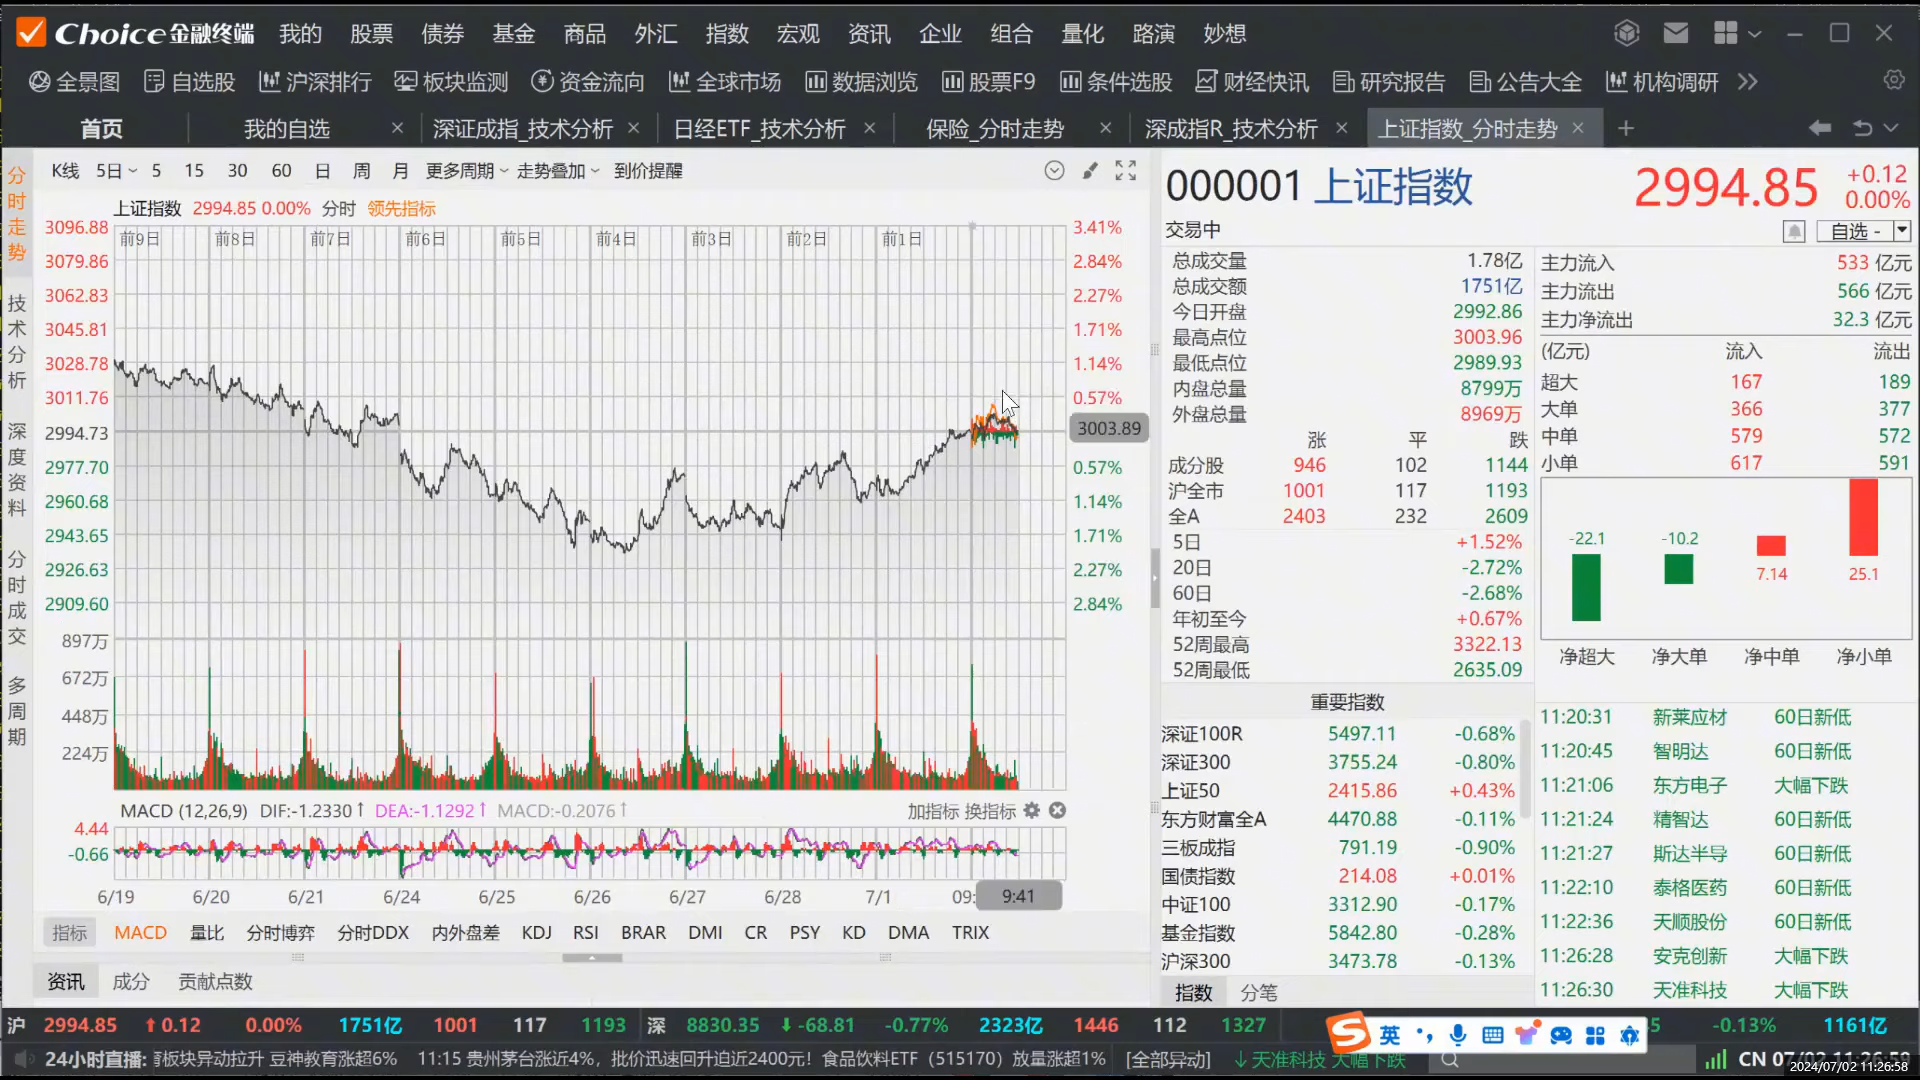 Choice金融终端 我的 股票 债券 基金 商品 外汇 指数 宏观 资讯 企业 组合 量化 路演 妙想
全景图 自选股 沪深排行 板块监测 资金流向 全球市场 数据浏览 股票F9 条件选股 财经快讯 研究报告 公告大全 机构调研
首页 我的自选 深证成指_技术分析 日经ETF_技术分析 保险_分时走势 深成指R_技术分析 上证指数_分时走势
分时走势
技术分析
深度资料
分时成交
多周期
K线 5日 5 15 30 60 日 周 月 更多周期 走势叠加 到价提醒
上证指数 2994.85 0.00% 分时 领先指标
前9日 前8日 前7日 前6日 前5日 前4日 前3日 前2日 前1日
3096.88 3.41%
3079.86 2.84%
3062.83 2.27%
3045.81 1.71%
3028.78 1.14%
3011.76 0.57%
2994.73 3003.89
2977.70 0.57%
2960.68 1.14%
2943.65 1.71%
2926.63 2.27%
2909.60 2.84%
897万
672万
448万
224万
MACD (12,26,9) DIF:-1.2330↑ DEA:-1.1292↑ MACD:-0.2076↑ 加指标 换指标
4.44
-0.66
6/19 6/20 6/21 6/24 6/25 6/26 6/27 6/28 7/1 09: 9:41
指标 MACD 量比 分时博弈 分时DDX 内外盘差 KDJ RSI BRAR DMI CR PSY KD DMA TRIX
资讯 成分 贡献点数
000001 上证指数 2994.85 +0.12
0.00%
交易中 自选 -
总成交量 1.78亿
总成交额 1751亿
今日开盘 2992.86
最高点位 3003.96
最低点位 2989.93
内盘总量 8799万
外盘总量 8969万
涨 平 跌
成分股 946 102 1144
沪全市 1001 117 1193
全A 2403 232 2609
5日 +1.52%
20日 -2.72%
60日 -2.68%
年初至今 +0.67%
52周最高 3322.13
52周最低 2635.09
重要指数
深证100R 5497.11 -0.68%
深证300 3755.24 -0.80%
上证50 2415.86 +0.43%
东方财富全A 4470.88 -0.11%
三板成指 791.19 -0.90%
国债指数 214.08 +0.01%
中证100 3312.90 -0.17%
基金指数 5842.80 -0.28%
沪深300 3473.78 -0.13%
指数 分笔
主力流入 533 亿元
主力流出 566 亿元
主力净流出 32.3 亿元
(亿元) 流入 流出
超大 167 189
大单 366 377
中单 579 572
小单 617 591
-22.1 -10.2 7.14 25.1
净超大 净大单 净中单 净小单
11:20:31 新莱应材 60日新低
11:20:45 智明达 60日新低
11:21:06 东方电子 大幅下跌
11:21:24 精智达 60日新低
11:21:27 斯达半导 60日新低
11:22:10 泰格医药 60日新低
11:22:36 天顺股份 60日新低
11:26:28 安克创新 大幅下跌
11:26:30 天准科技 大幅下跌
沪 2994.85 ⬆0.12 0.00% 1751亿 1001 117 1193 深 8830.35 ⬇-68.81 -0.77% 2323亿 1446 112 1327 S 英 5 -0.13% 1161亿
24小时直播: 板块异动拉升 豆神教育涨超6% 11:15 贵州茅台涨近4%，批价迅速回升迫近2400元！食品饮料ETF（515170）放量涨超1% [全部异动] ↓天准科技 大幅下跌 CN 07/02 11:26:59
2024/07/02 11:26:58